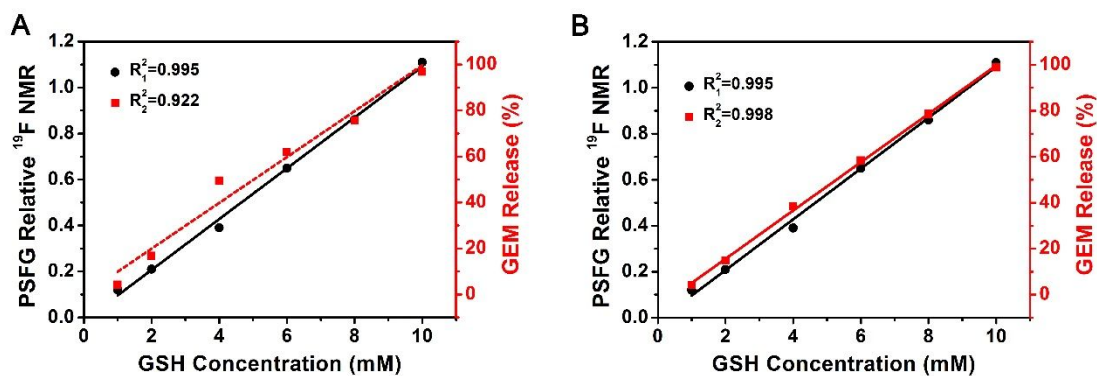 A
PSFG Relative ¹⁹F NMR
1.2
1.0
0.8
0.6
0.4
0.2
0.0
R₁²=0.995
R₂²=0.922
100
80
60
40
20
0
GEM Release (%)
0 2 4 6 8 10
GSH Concentration (mM)
B
PSFG Relative ¹⁹F NMR
1.2
1.0
0.8
0.6
0.4
0.2
0.0
R₁²=0.995
R₂²=0.998
100
80
60
40
20
0
GEM Release (%)
0 2 4 6 8 10
GSH Concentration (mM)